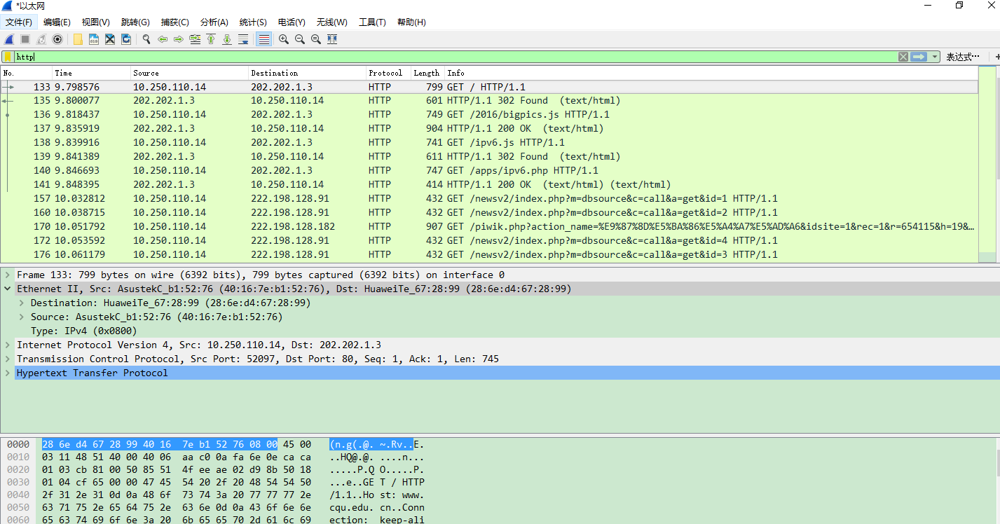 *以太网
文件(F) 编辑(E) 视图(V) 跳转(G) 捕获(C) 分析(A) 统计(S) 电话(Y) 无线(W) 工具(T) 帮助(H)
http 表达式… +
No. Time Source Destination Protocol Length Info
133 9.798576 10.250.110.14 202.202.1.3 HTTP 799 GET / HTTP/1.1
135 9.800077 202.202.1.3 10.250.110.14 HTTP 601 HTTP/1.1 302 Found (text/html)
136 9.818437 10.250.110.14 202.202.1.3 HTTP 749 GET /2016/bigpics.js HTTP/1.1
137 9.835919 202.202.1.3 10.250.110.14 HTTP 904 HTTP/1.1 200 OK (text/html)
138 9.839916 10.250.110.14 202.202.1.3 HTTP 741 GET /ipv6.js HTTP/1.1
139 9.841389 202.202.1.3 10.250.110.14 HTTP 611 HTTP/1.1 302 Found (text/html)
140 9.846693 10.250.110.14 202.202.1.3 HTTP 747 GET /apps/ipv6.php HTTP/1.1
141 9.848395 202.202.1.3 10.250.110.14 HTTP 414 HTTP/1.1 200 OK (text/html) (text/html)
157 10.032812 10.250.110.14 222.198.128.91 HTTP 432 GET /newsv2/index.php?m=dbsource&c=call&a=get&id=1 HTTP/1.1
160 10.038715 10.250.110.14 222.198.128.91 HTTP 432 GET /newsv2/index.php?m=dbsource&c=call&a=get&id=2 HTTP/1.1
170 10.051792 10.250.110.14 222.198.128.182 HTTP 907 GET /piwik.php?action_name=%E9%87%8D%E5%BA%86%E5%A4%A7%E5%AD%A6&idsite=1&rec=1&r=654115&h=19&…
172 10.053592 10.250.110.14 222.198.128.91 HTTP 432 GET /newsv2/index.php?m=dbsource&c=call&a=get&id=4 HTTP/1.1
176 10.061179 10.250.110.14 222.198.128.91 HTTP 432 GET /newsv2/index.php?m=dbsource&c=call&a=get&id=3 HTTP/1.1
Frame 133: 799 bytes on wire (6392 bits), 799 bytes captured (6392 bits) on interface 0
Ethernet II, Src: AsustekC_b1:52:76 (40:16:7e:b1:52:76), Dst: HuaweiTe_67:28:99 (28:6e:d4:67:28:99)
Destination: HuaweiTe_67:28:99 (28:6e:d4:67:28:99)
Source: AsustekC_b1:52:76 (40:16:7e:b1:52:76)
Type: IPv4 (0x0800)
Internet Protocol Version 4, Src: 10.250.110.14, Dst: 202.202.1.3
Transmission Control Protocol, Src Port: 52097, Dst Port: 80, Seq: 1, Ack: 1, Len: 745
Hypertext Transfer Protocol
0000 28 6e d4 67 28 99 40 16 7e b1 52 76 08 00 45 00 (n.g(.@. ~.Rv..E.
0010 03 11 48 51 40 00 40 06 aa c0 0a fa 6e 0e ca ca ..HQ@.@. ....n...
0020 01 03 cb 81 00 50 85 51 4f ee ae 02 d9 8b 50 18 .....P.Q O.....P.
0030 01 04 cf 65 00 00 47 45 54 20 2f 20 48 54 54 50 ...e..GE T / HTTP
0040 2f 31 2e 31 0d 0a 48 6f 73 74 3a 20 77 77 77 2e /1.1..Ho st: www.
0050 63 71 75 2e 65 64 75 2e 63 6e 0d 0a 43 6f 6e 6e cqu.edu. cn..Conn
0060 65 63 74 69 6f 6e 3a 20 6b 65 65 70 2d 61 6c 69 ection: keep-ali